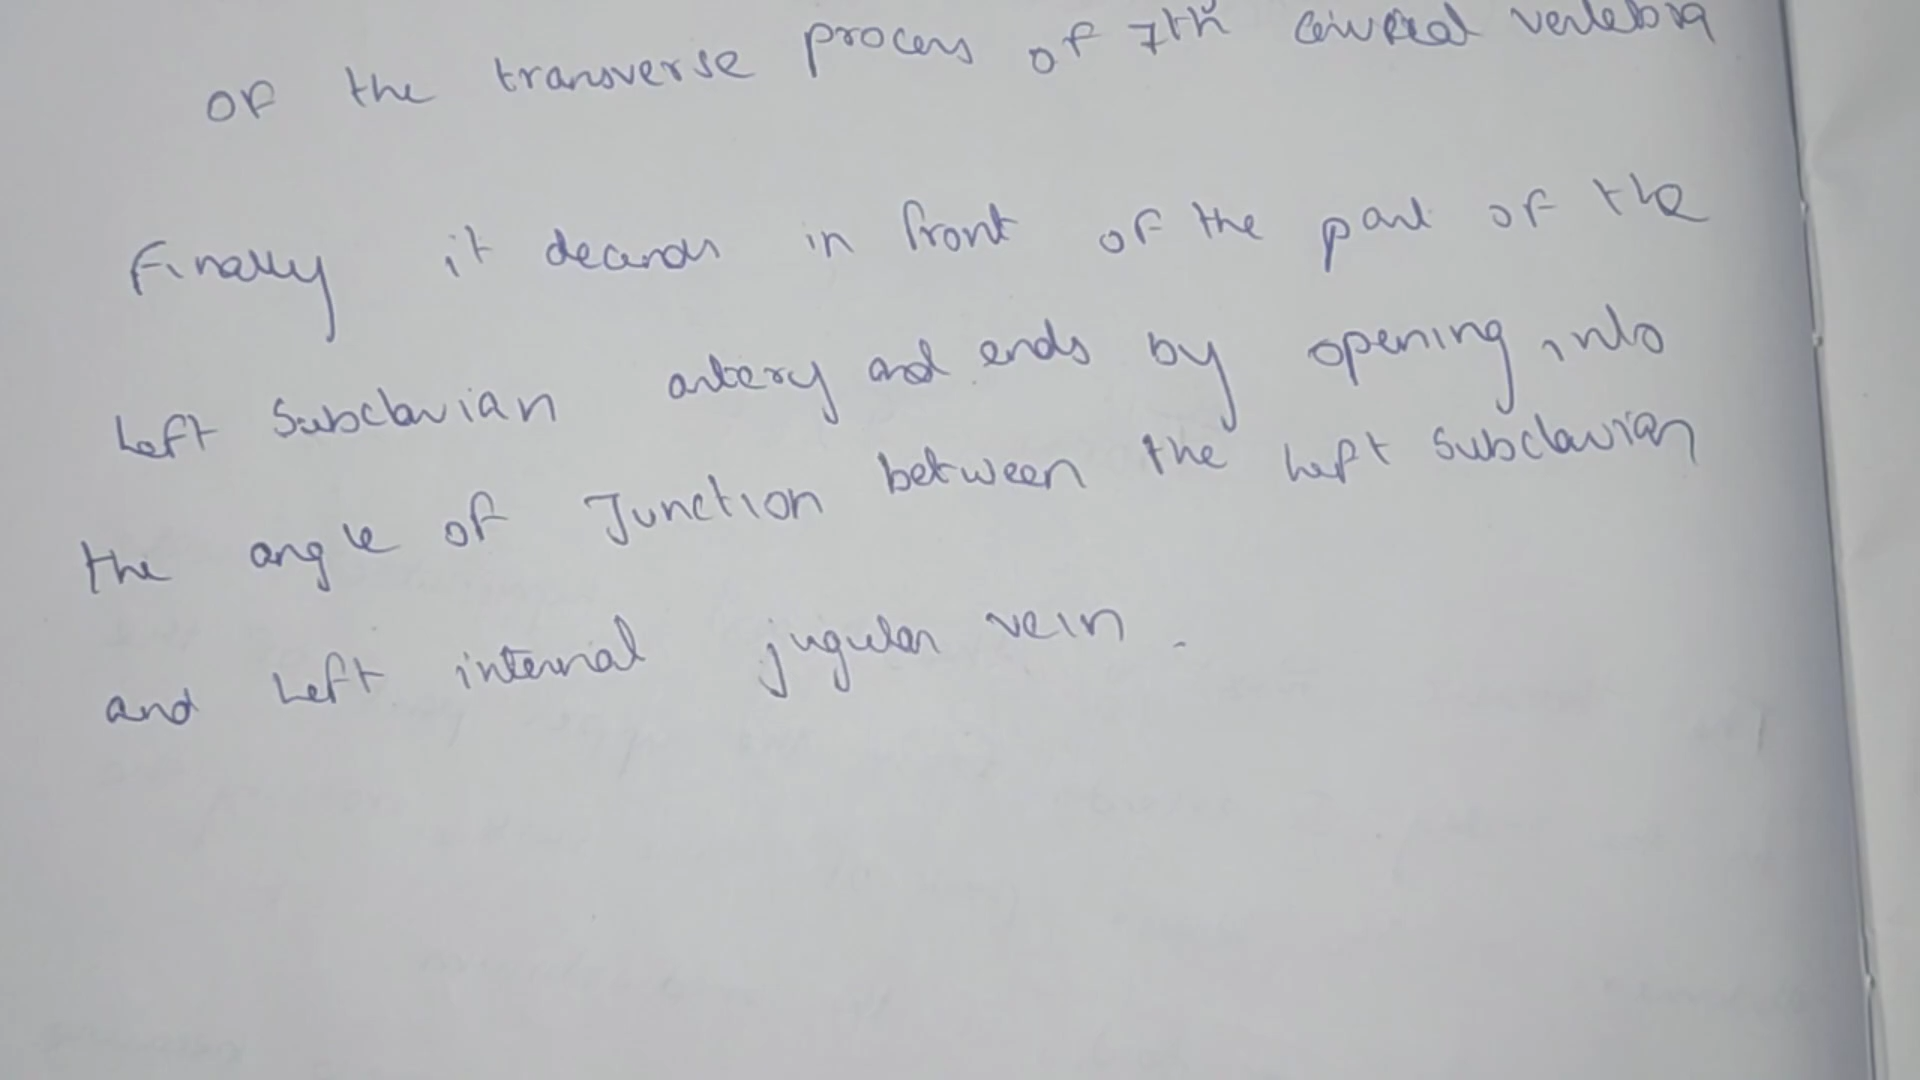 of the transverse process of 7th cervical vertebra
Finally it decends in front of the part of the
Left Subclavian artery and ends by opening into
the angle of Junction between the Left subclavian
and Left internal jugular vein.